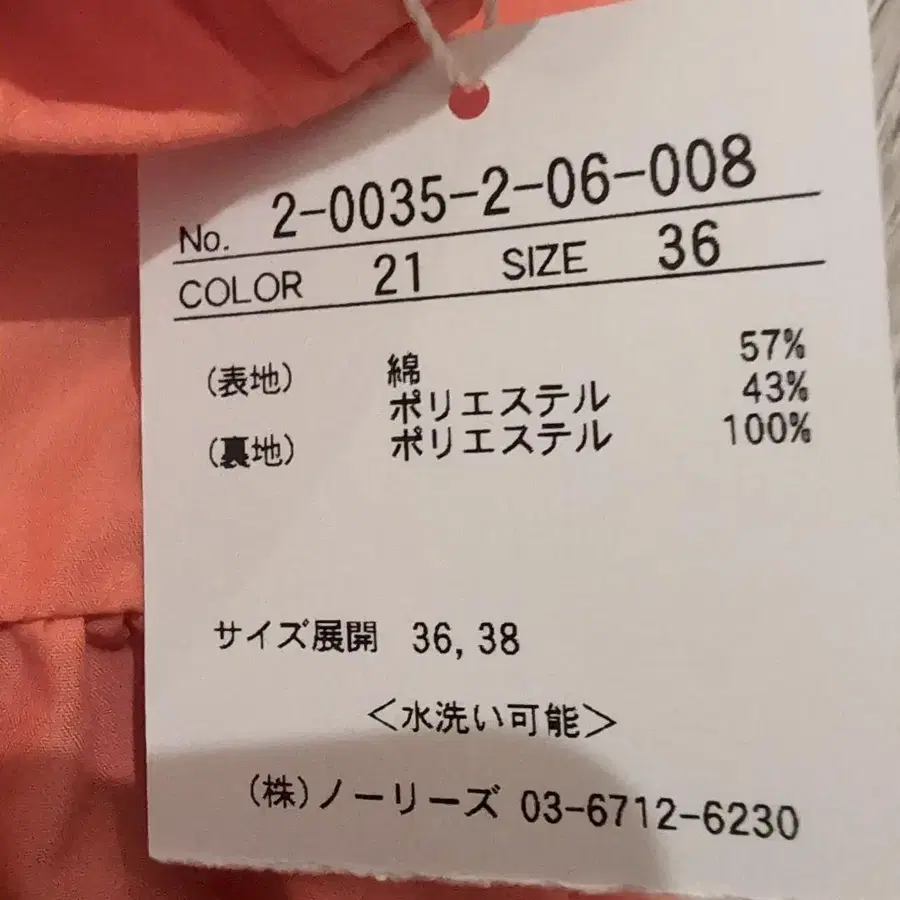 No. 2-0035-2-06-008
COLOR 21 SIZE 36
(表地) 綿 57%
ポリエステル 43%
(裏地) ポリエステル 100%
サイズ展開 36, 38
<水洗い可能>
(株)ノーリーズ 03-6712-6230